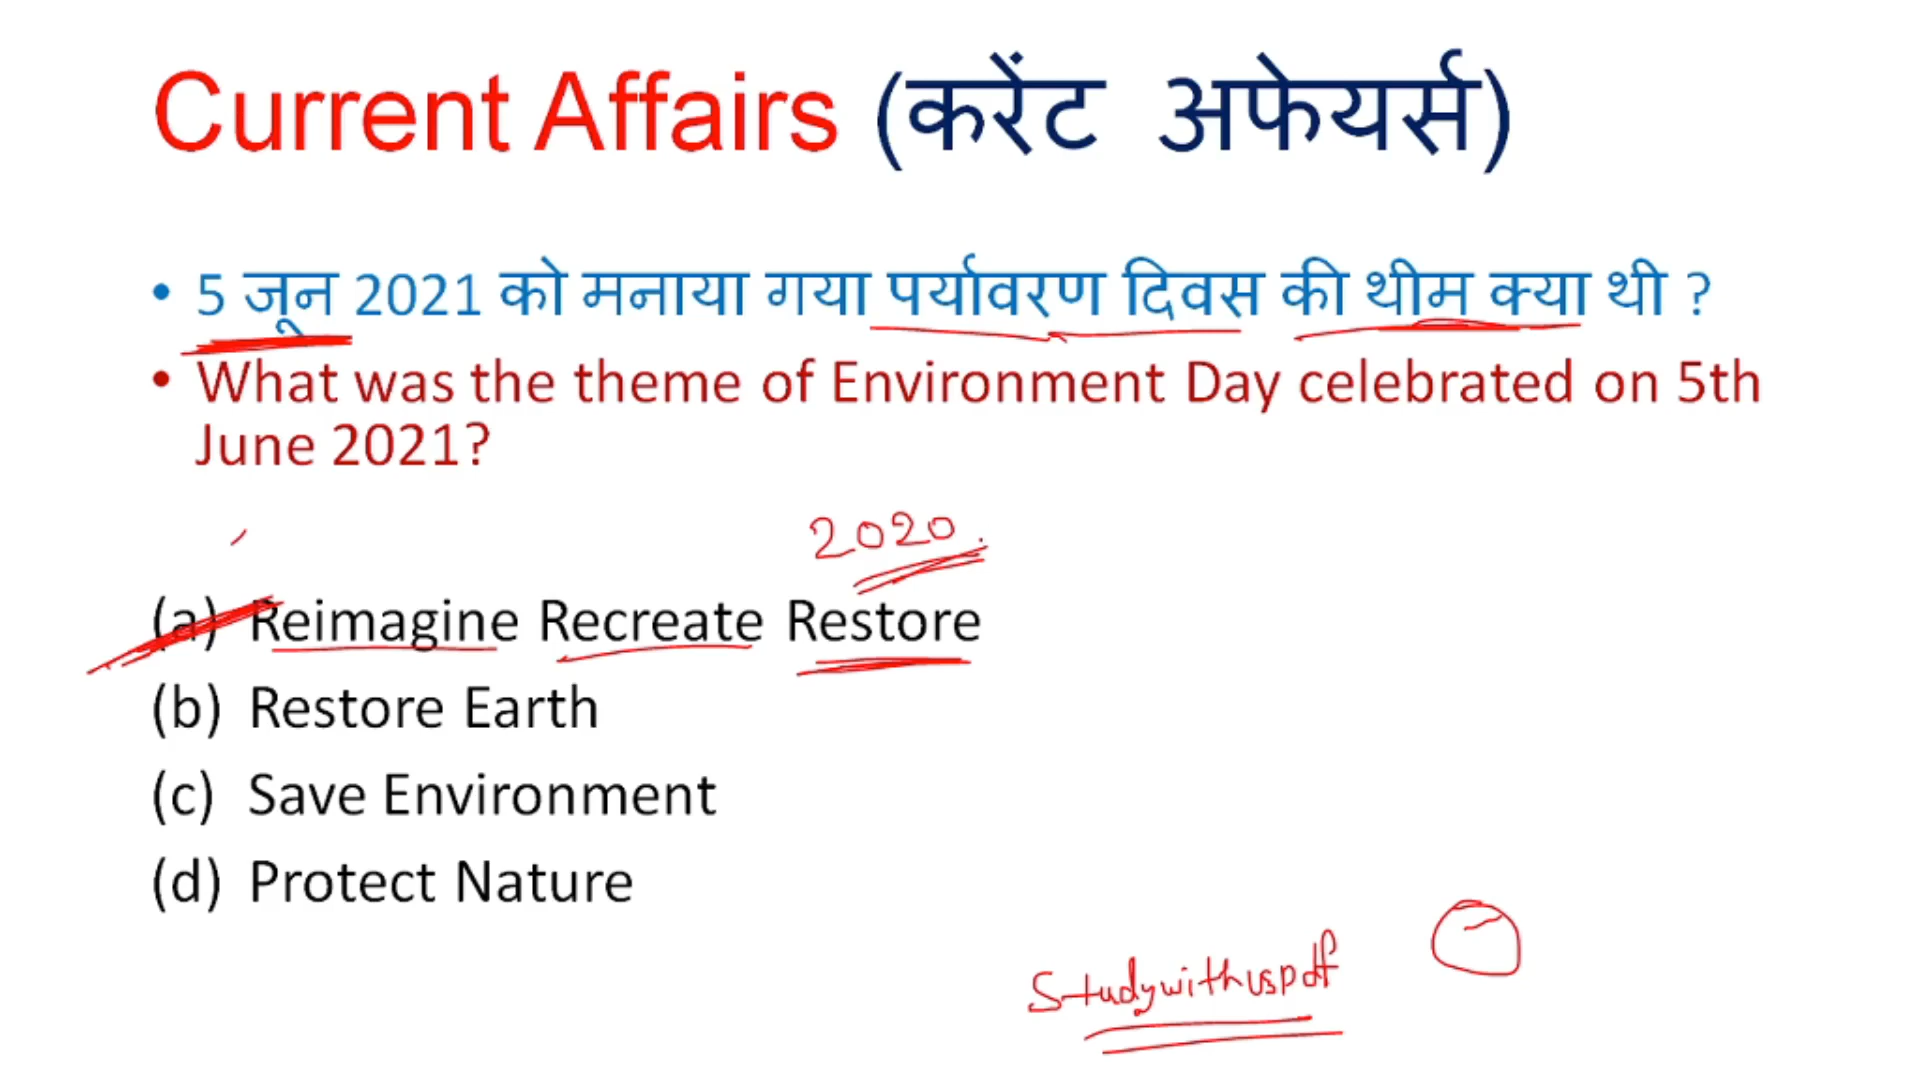 Current Affairs (करेंट अफेयर्स)
• 5 जून 2021 को मनाया गया पर्यावरण दिवस की थीम क्या थी ?
• What was the theme of Environment Day celebrated on 5th
June 2021?
2020.
(a) Reimagine Recreate Restore
(b) Restore Earth
(c) Save Environment
(d) Protect Nature
Studywithuspdf